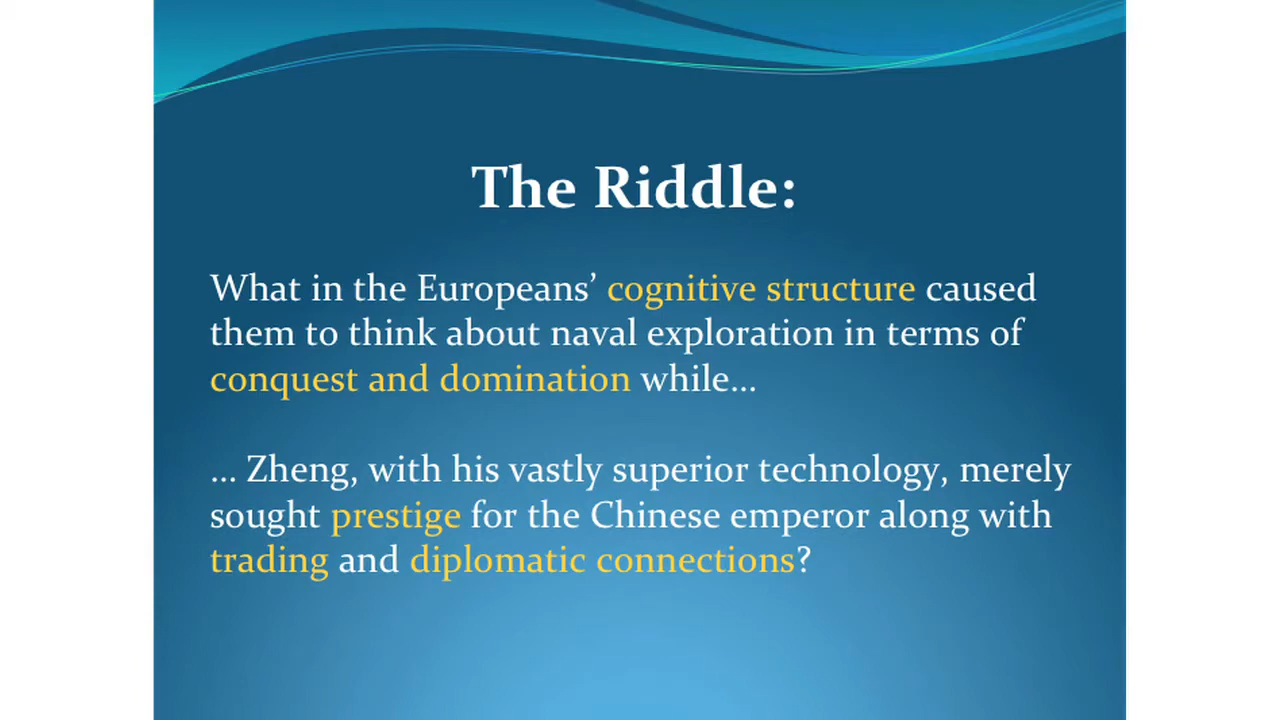 The Riddle:
What in the Europeans’ cognitive structure caused
them to think about naval exploration in terms of
conquest and domination while…
… Zheng, with his vastly superior technology, merely
sought prestige for the Chinese emperor along with
trading and diplomatic connections?